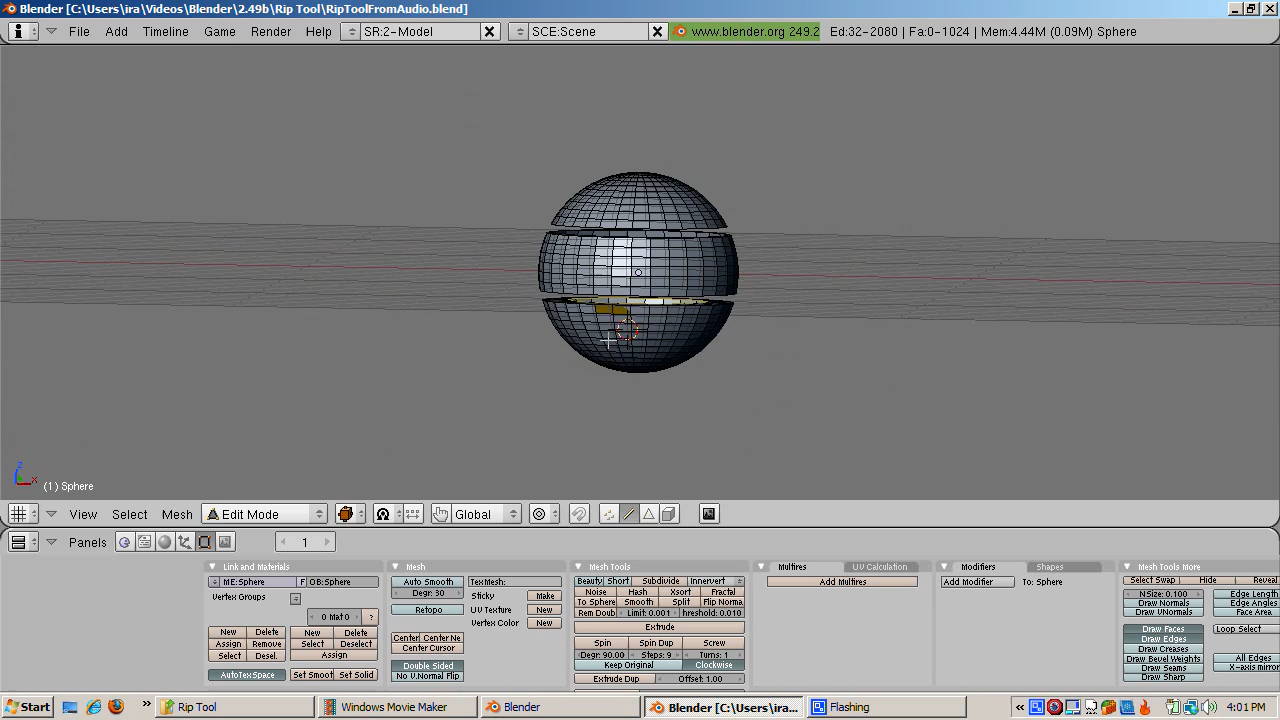 Blender [C:\Users\ira\Videos\Blender\2.49b\Rip Tool\RipToolFromAudio.blend]
File Add Timeline Game Render Help SR:2-Model SCE:Scene www.blender.org 249.2 Ed:32-2080 | Fa:0-1024 | Mem:4.44M (0.09M) Sphere
Z
X
(1) Sphere
View Select Mesh Edit Mode Global
Panels 1
Link and Materials Mesh Mesh Tools Multires UV Calculation Modifiers Shapes Mesh Tools More
ME:Sphere F OB:Sphere Auto Smooth TexMesh: Beauty Short Subdivide Innervert Add Multires Add Modifier To: Sphere Select Swap Hide Reveal
Vertex Groups Degr: 30 Sticky Make Noise Hash Xsort Fractal NSize: 0.100 Edge Length
Retopo UV Texture New To Sphere Smooth Split Flip Norma Draw Normals Edge Angles
0 Mat 0 ? Vertex Color New Rem Doub Limit: 0.001 hreshold: 0.010 Draw VNormals Face Area
New Delete New Delete Center Center Ne Extrude Draw Faces Loop Select
Assign Remove Select Deselect Center Cursor Spin Spin Dup Screw Draw Edges
Select Desel. Assign Degr: 90.00 Steps: 9 Turns: 1 Draw Creases All Edges
Double Sided Keep Original Clockwise Draw Bevel Weights X-axis mirror
AutoTexSpace Set Smoot Set Solid No V.Normal Flip Extrude Dup Offset: 1.00 Draw Seams
Draw Sharp
Start » Rip Tool Windows Movie Maker Blender Blender [C:\Users\ira... Flashing « 4:01 PM